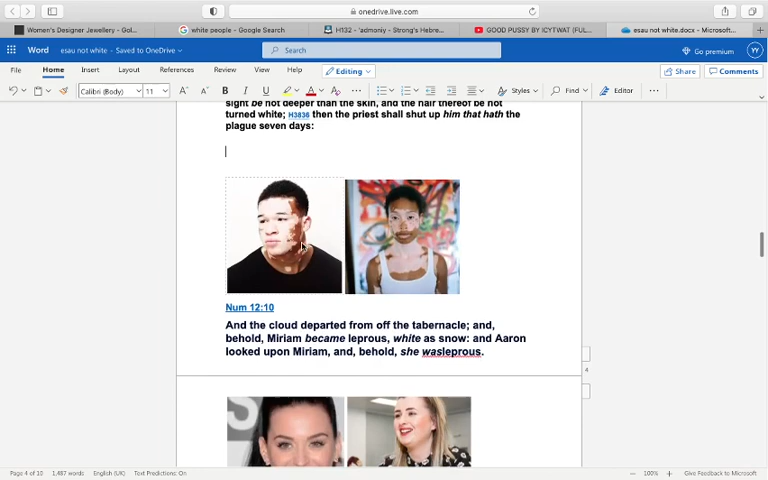 onedrive.live.com
Women's Designer Jewellery - Gol...
white people - Google Search
H132 - 'admoniy - Strong's Hebre...
GOOD PUSSY BY ICYTWAT (FUL...
esau not white.docx - Microsoft...
Word
esau not white - Saved to OneDrive
Search
Go premium
YY
File
Home
Insert
Layout
References
Review
View
Help
Editing
Share
Comments
Calibri (Body)
11
A
A
B
I
U
A
A
Styles
Find
Editor
sight be not deeper than the skin, and the hair thereof be not
turned white; H3836 then the priest shall shut up him that hath the
plague seven days:
Num 12:10
And the cloud departed from off the tabernacle; and,
behold, Miriam became leprous, white as snow: and Aaron
looked upon Miriam, and, behold, she wasleprous.
4
S
Page 4 of 10
1,487 words
English (UK)
Text Predictions: On
100%
Give Feedback to Microsoft